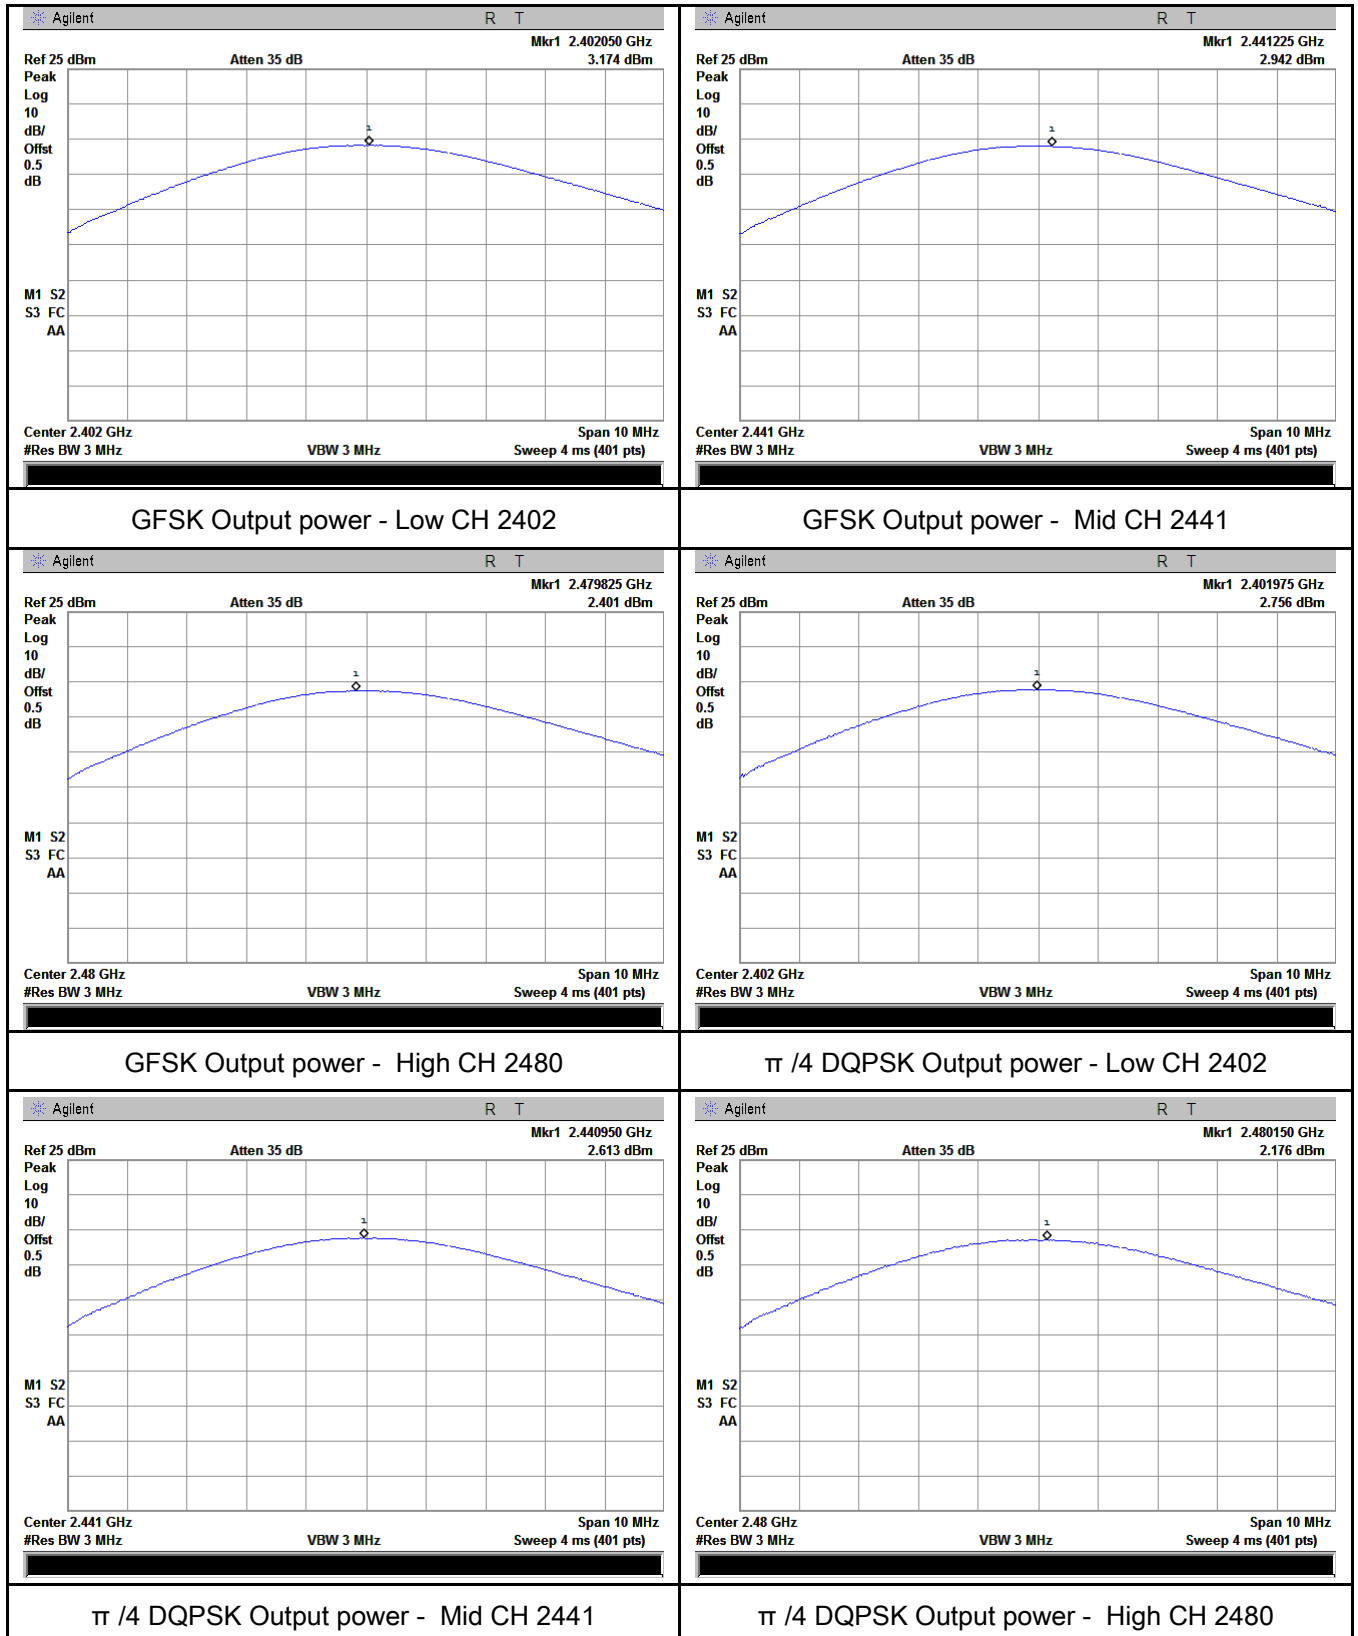 Agilent R T
Mkr1 2.402050 GHz
Ref 25 dBm Atten 35 dB 3.174 dBm
Peak
Log
10
dB/
Offst
0.5
dB
1
M1 S2
S3 FC
AA
Center 2.402 GHz Span 10 MHz
#Res BW 3 MHz VBW 3 MHz Sweep 4 ms (401 pts)
GFSK Output power - Low CH 2402
Agilent R T
Mkr1 2.441225 GHz
Ref 25 dBm Atten 35 dB 2.942 dBm
Peak
Log
10
dB/
Offst
0.5
dB
1
M1 S2
S3 FC
AA
Center 2.441 GHz Span 10 MHz
#Res BW 3 MHz VBW 3 MHz Sweep 4 ms (401 pts)
GFSK Output power - Mid CH 2441
Agilent R T
Mkr1 2.479825 GHz
Ref 25 dBm Atten 35 dB 2.401 dBm
Peak
Log
10
dB/
Offst
0.5
dB
1
M1 S2
S3 FC
AA
Center 2.48 GHz Span 10 MHz
#Res BW 3 MHz VBW 3 MHz Sweep 4 ms (401 pts)
GFSK Output power - High CH 2480
Agilent R T
Mkr1 2.401975 GHz
Ref 25 dBm Atten 35 dB 2.756 dBm
Peak
Log
10
dB/
Offst
0.5
dB
1
M1 S2
S3 FC
AA
Center 2.402 GHz Span 10 MHz
#Res BW 3 MHz VBW 3 MHz Sweep 4 ms (401 pts)
π /4 DQPSK Output power - Low CH 2402
Agilent R T
Mkr1 2.440950 GHz
Ref 25 dBm Atten 35 dB 2.613 dBm
Peak
Log
10
dB/
Offst
0.5
dB
1
M1 S2
S3 FC
AA
Center 2.441 GHz Span 10 MHz
#Res BW 3 MHz VBW 3 MHz Sweep 4 ms (401 pts)
π /4 DQPSK Output power - Mid CH 2441
Agilent R T
Mkr1 2.480150 GHz
Ref 25 dBm Atten 35 dB 2.176 dBm
Peak
Log
10
dB/
Offst
0.5
dB
1
M1 S2
S3 FC
AA
Center 2.48 GHz Span 10 MHz
#Res BW 3 MHz VBW 3 MHz Sweep 4 ms (401 pts)
π /4 DQPSK Output power - High CH 2480